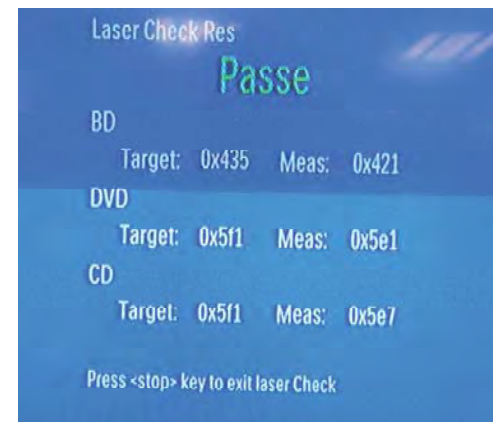 Laser Check Res
Passe
BD
Target: 0x435 Meas: 0x421
DVD
Target: 0x5f1 Meas: 0x5e1
CD
Target: 0x5f1 Meas: 0x5e7
Press <stop> key to exit laser Check